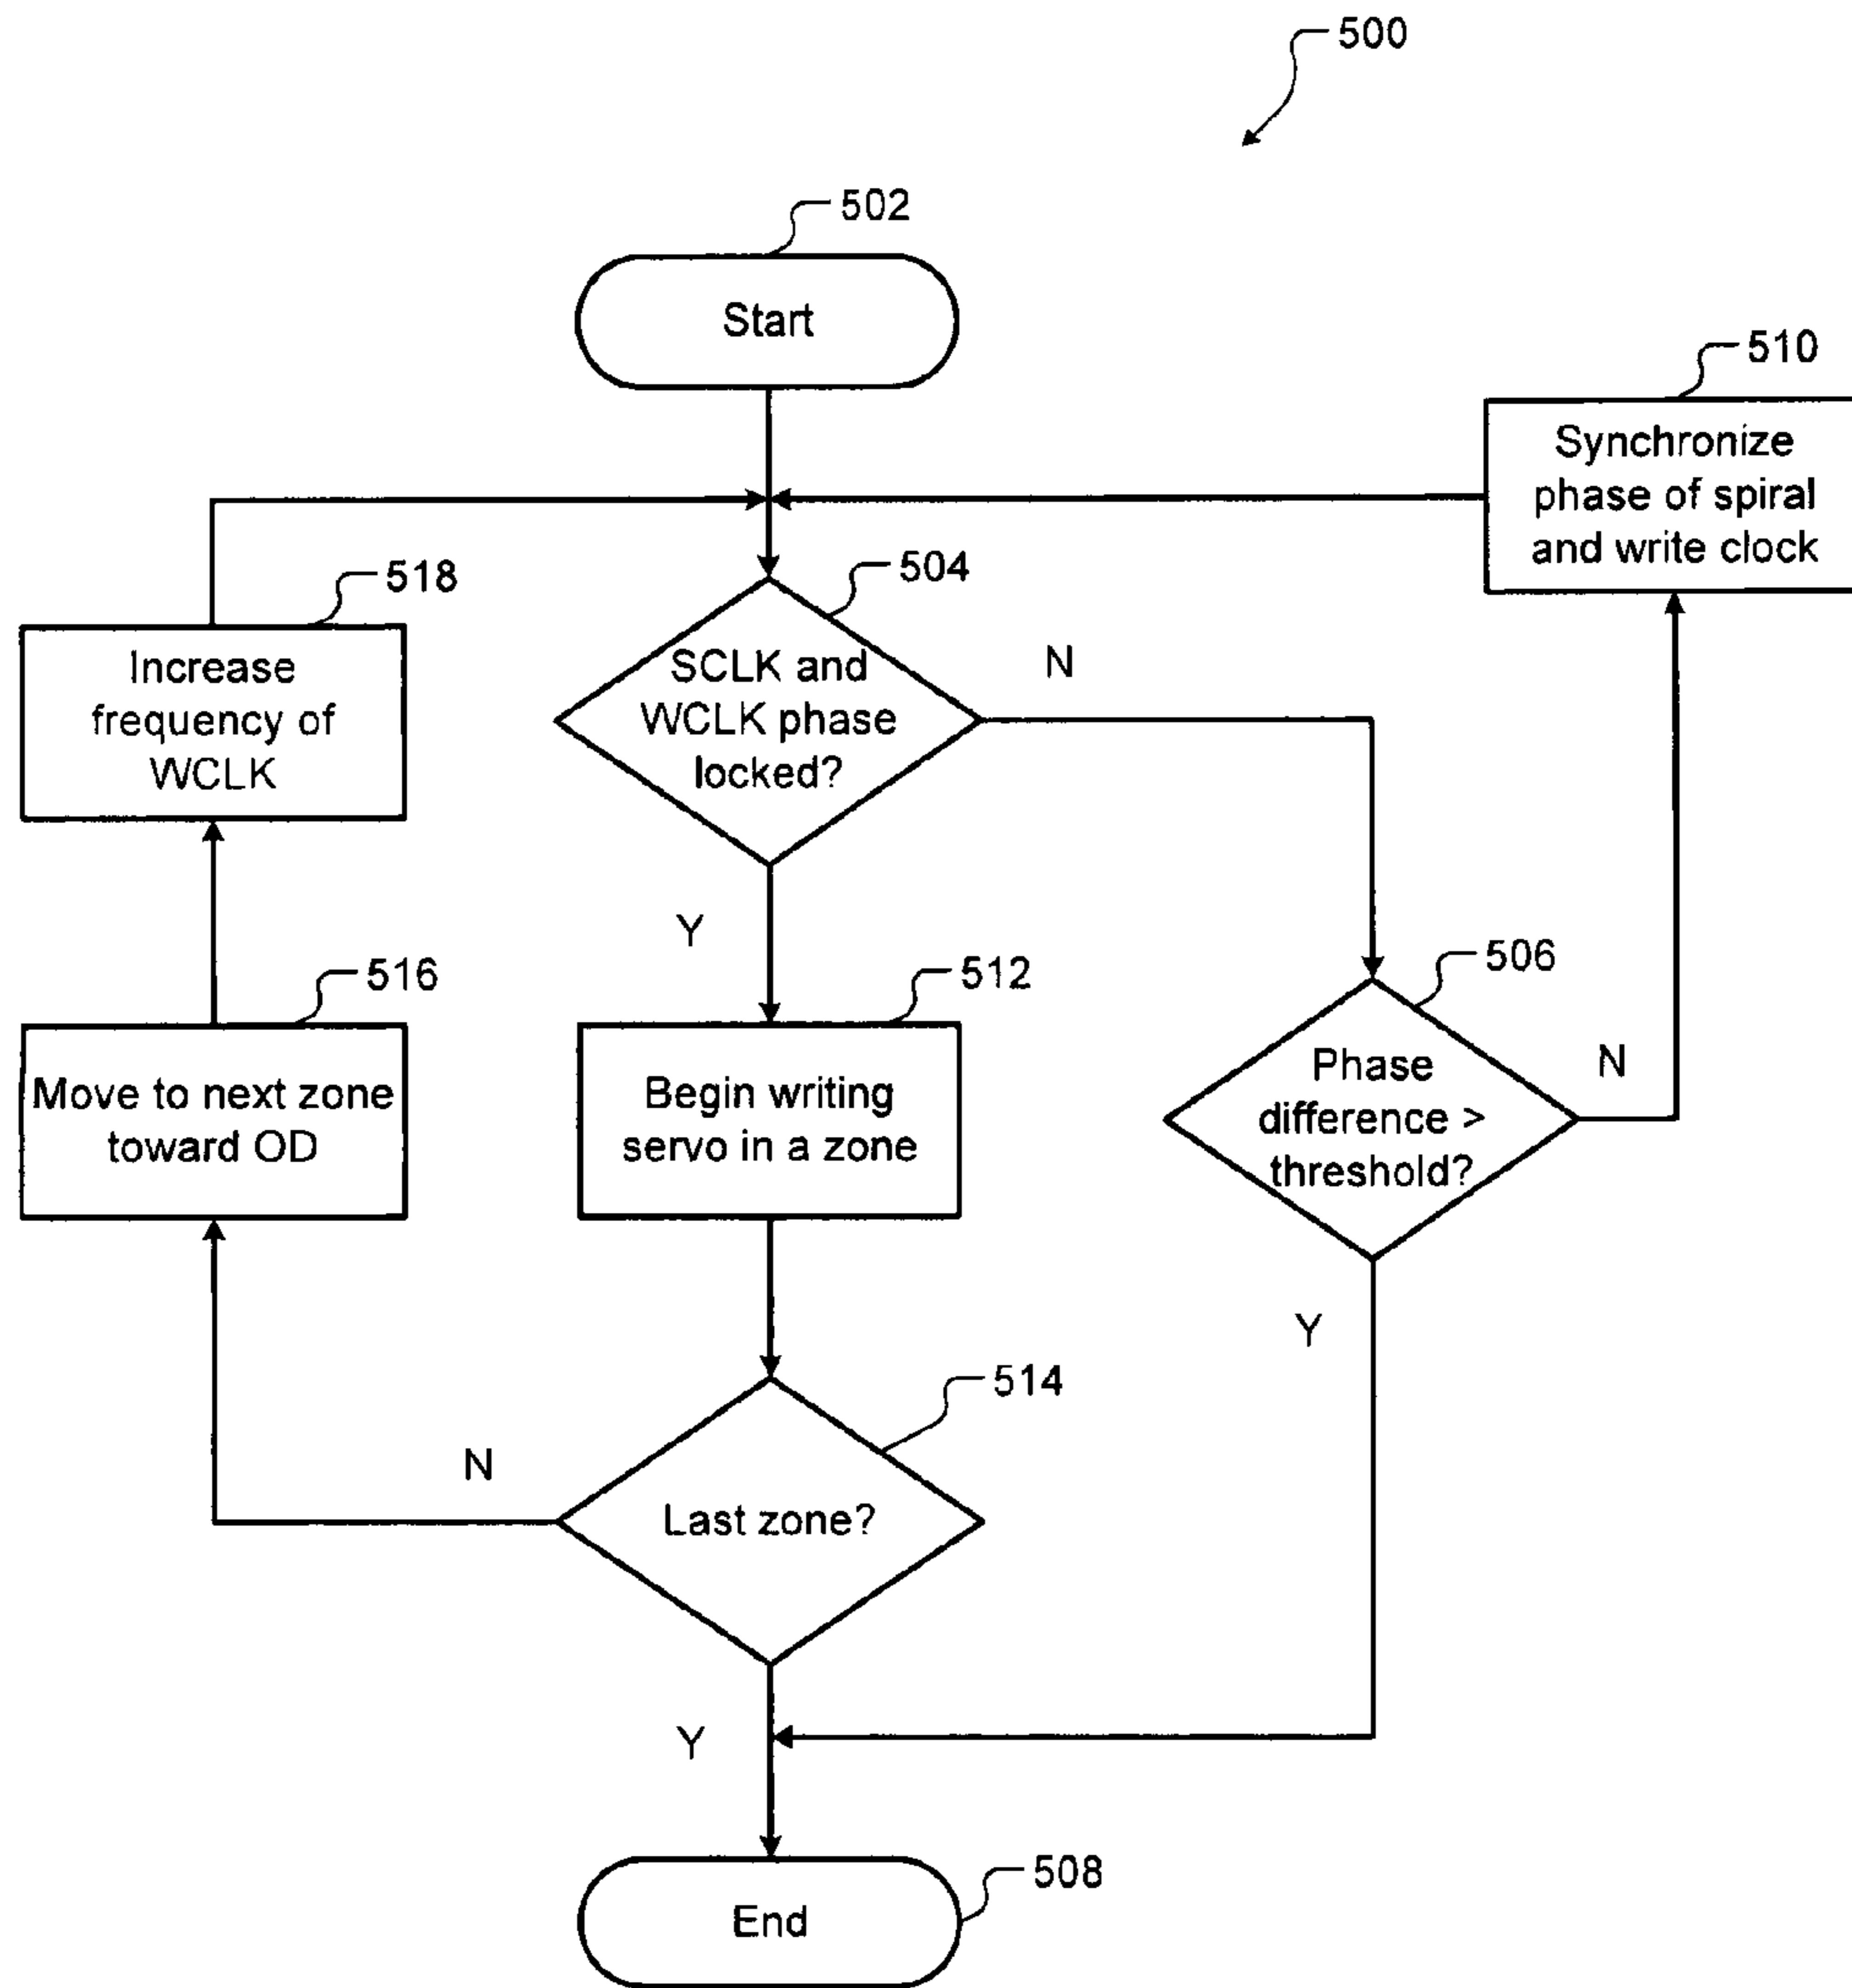 500
502
Start
510
Synchronize
phase of spiral
and write clock
518
Increase
frequency of
WCLK
504
SCLK and
WCLK phase
locked?
N
Y
516
Move to next zone
toward OD
512
Begin writing
servo in a zone
506
Phase
difference >
threshold?
N
Y
514
Last zone?
N
Y
508
End